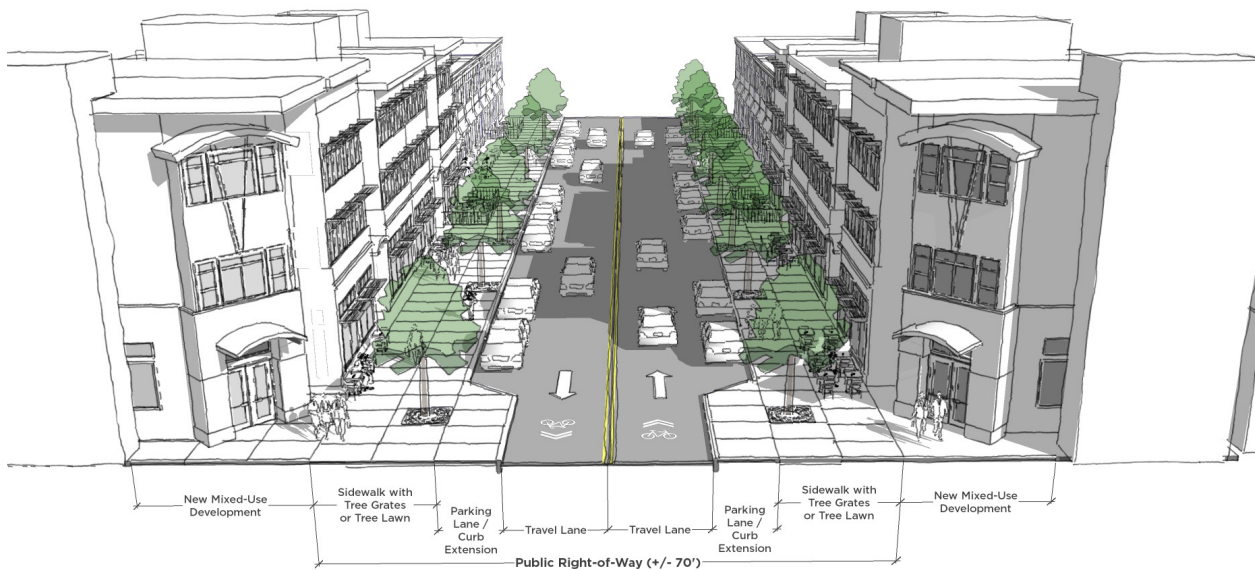 New Mixed-Use
Development
Sidewalk with
Tree Grates
or Tree Lawn
Parking
Lane /
Curb
Extension
Travel Lane
Travel Lane
Parking
Lane /
Curb
Extension
Sidewalk with
Tree Grates
or Tree Lawn
New Mixed-Use
Development
Public Right-of-Way (+/- 70')